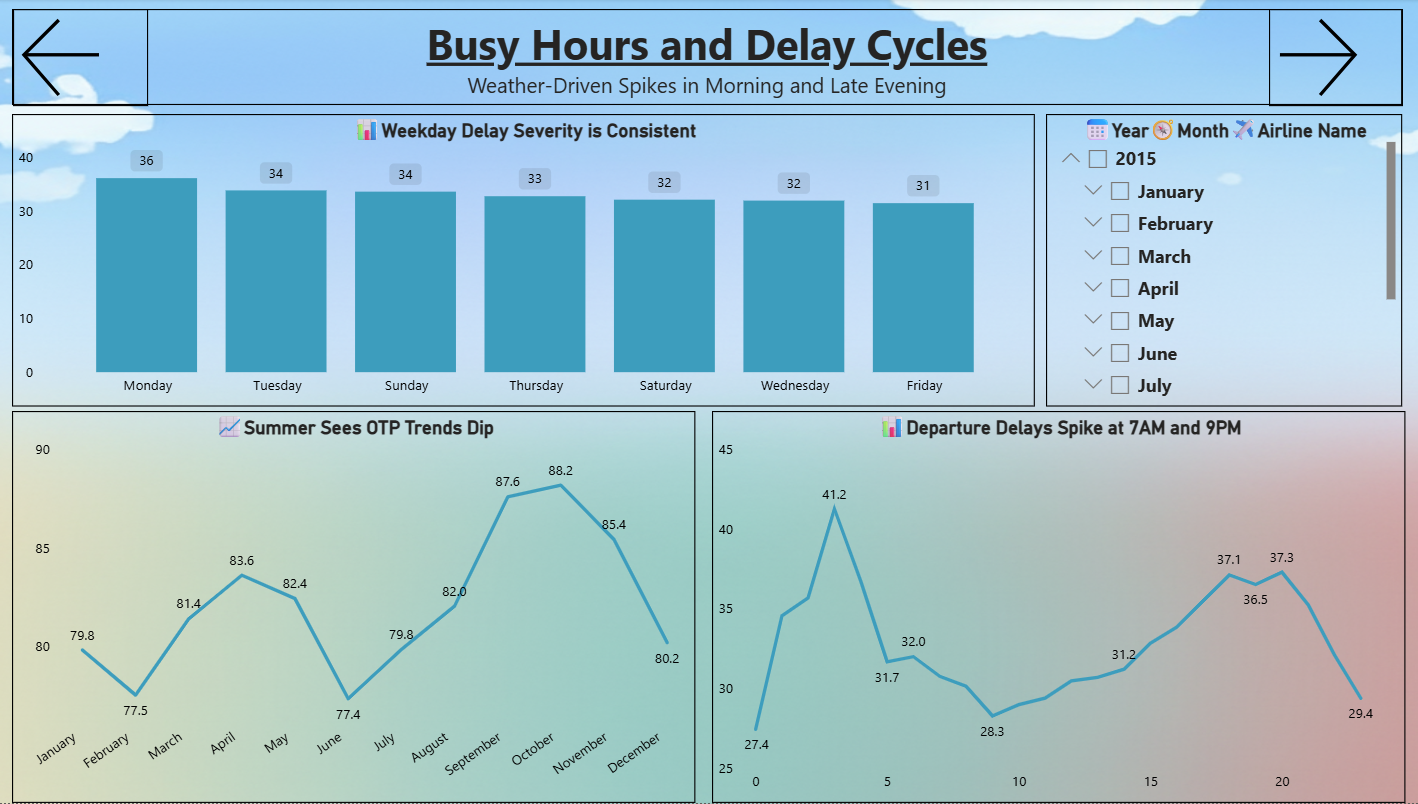 Busy Hours and Delay Cycles
Weather-Driven Spikes in Morning and Late Evening
📊 Weekday Delay Severity is Consistent
40
30
20
10
0
36
34
34
33
32
32
31
Monday
Tuesday
Sunday
Thursday
Saturday
Wednesday
Friday
📅 Year 🧭 Month ✈️ Airline Name
2015
January
February
March
April
May
June
July
📈 Summer Sees OTP Trends Dip
90
85
80
79.8
77.5
81.4
83.6
82.4
77.4
79.8
82.0
87.6
88.2
85.4
80.2
January
February
March
April
May
June
July
August
September
October
November
December
📊 Departure Delays Spike at 7AM and 9PM
45
40
35
30
25
27.4
41.2
31.7
32.0
28.3
31.2
37.1
36.5
37.3
29.4
0
5
10
15
20